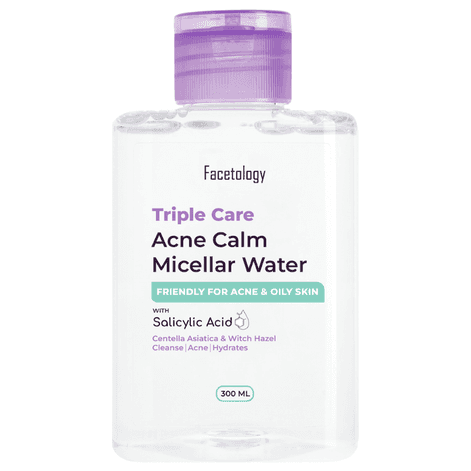 Facetology
Triple Care
Acne Calm
Micellar Water
FRIENDLY FOR ACNE & OILY SKIN
WITH
Salicylic Acid
Centella Asiatica & Witch Hazel
Cleanse|Acne|Hydrates
300 ML